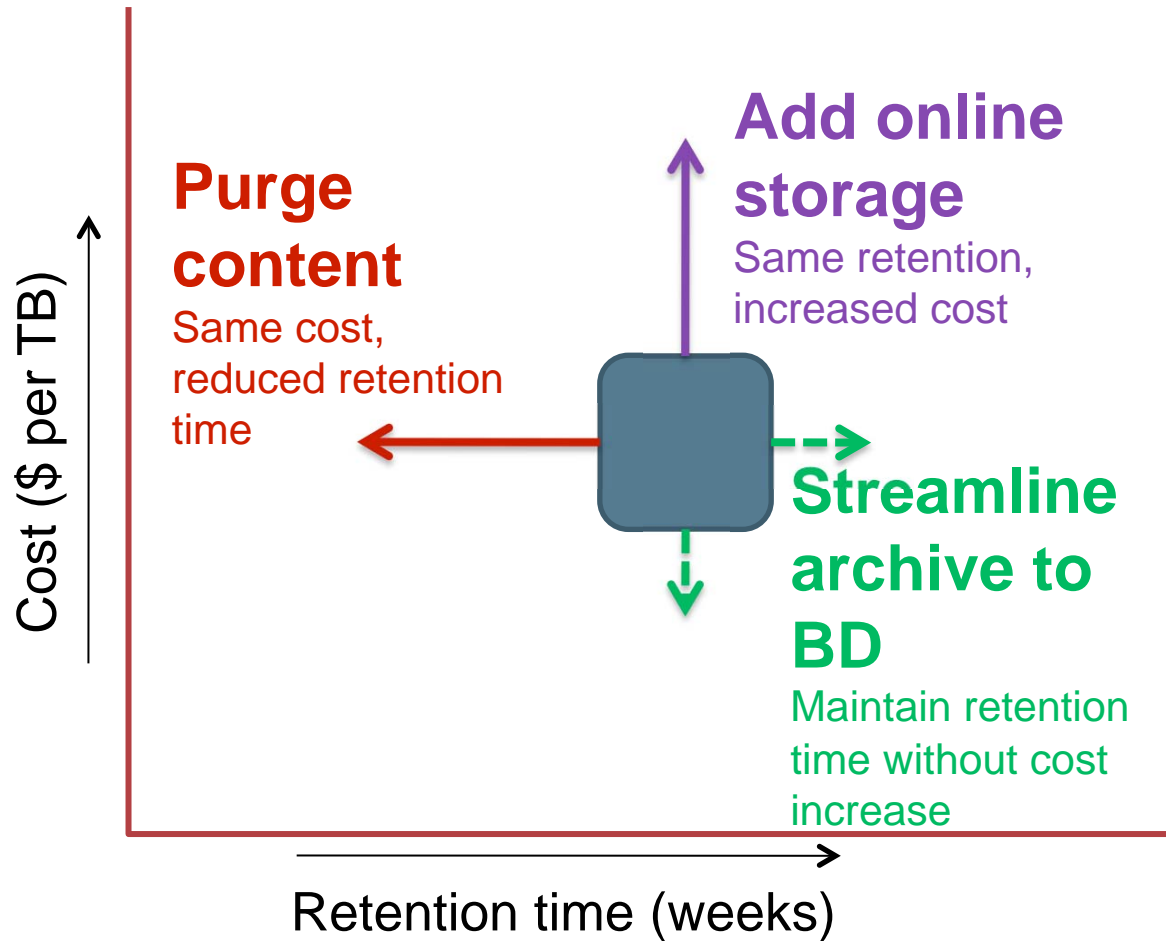 Cost ($ per TB)
Purge
content
Same cost,
reduced retention
time
Add online
storage
Same retention,
increased cost
Streamline
archive to
BD
Maintain retention
time without cost
increase
Retention time (weeks)